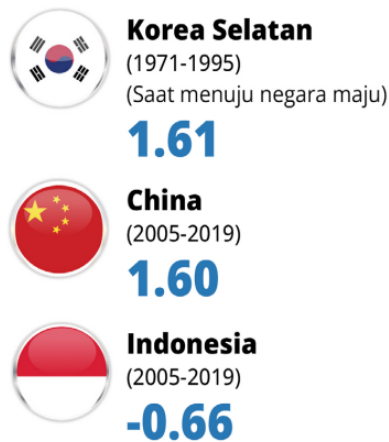 Korea Selatan
(1971-1995)
(Saat menuju negara maju)
1.61
China
(2005-2019)
1.60
Indonesia
(2005-2019)
-0.66